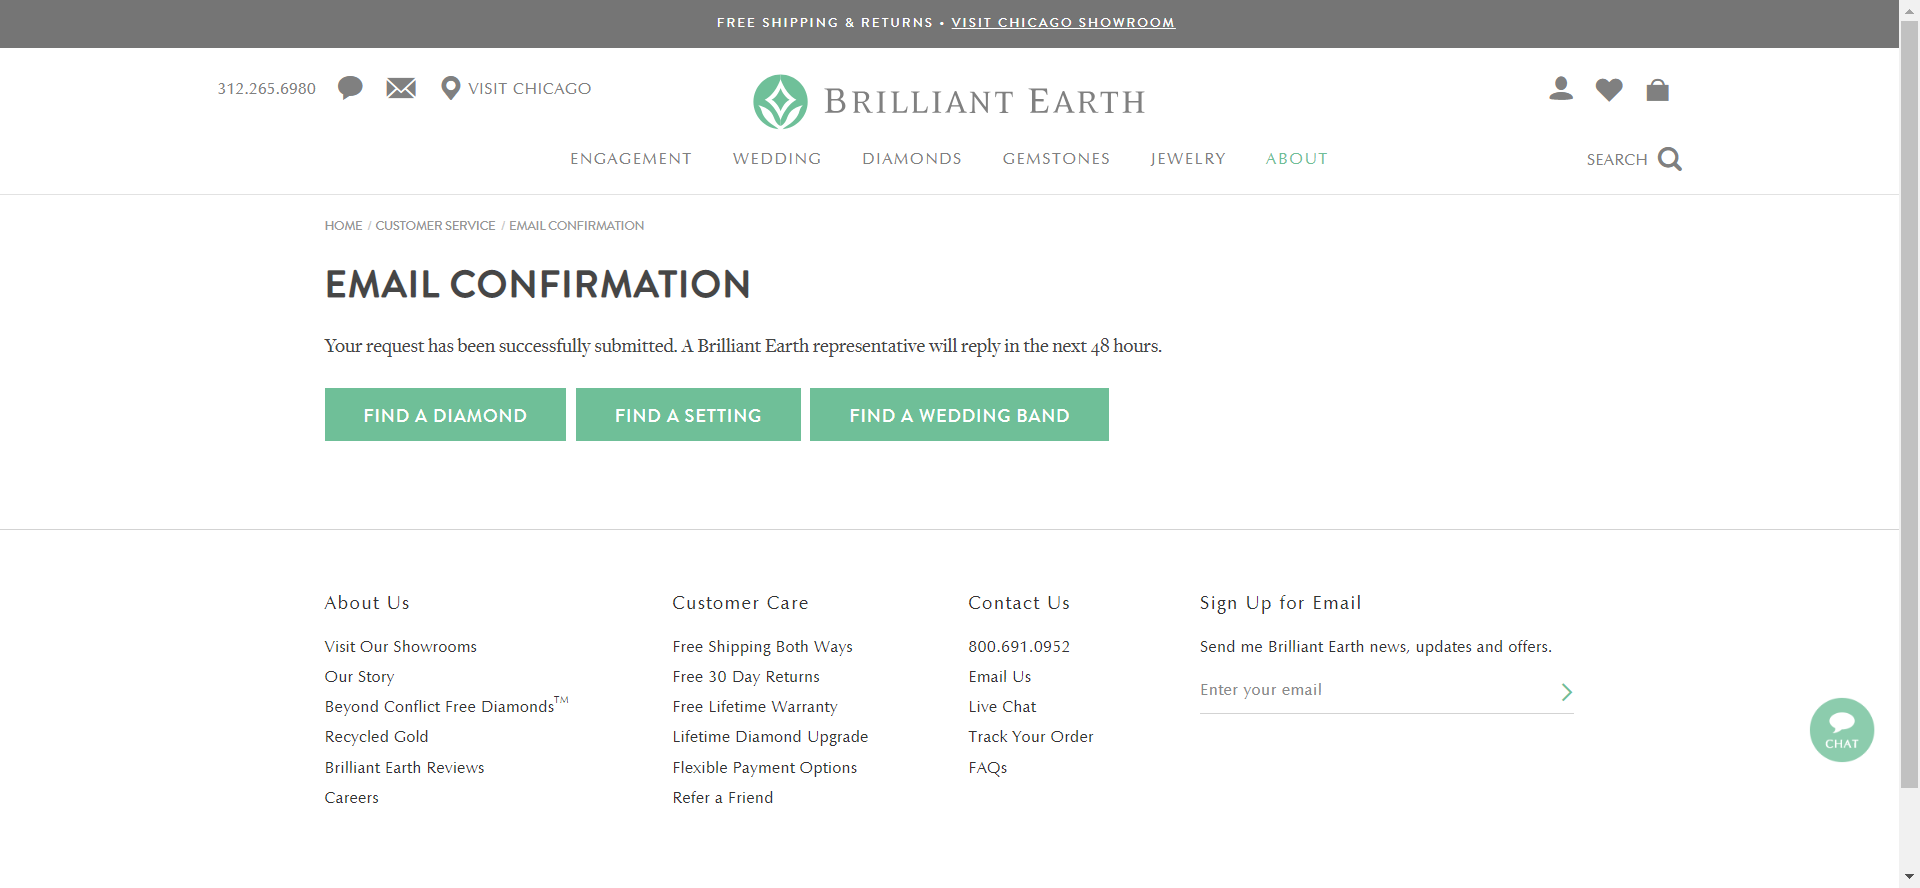 FREE SHIPPING & RETURNS • VISIT CHICAGO SHOWROOM
312.265.6980 VISIT CHICAGO
BRILLIANT EARTH
ENGAGEMENT WEDDING DIAMONDS GEMSTONES JEWELRY ABOUT SEARCH
HOME / CUSTOMER SERVICE / EMAIL CONFIRMATION
EMAIL CONFIRMATION
Your request has been successfully submitted. A Brilliant Earth representative will reply in the next 48 hours.
FIND A DIAMOND FIND A SETTING FIND A WEDDING BAND
About Us
Visit Our Showrooms
Our Story
Beyond Conflict Free Diamonds™
Recycled Gold
Brilliant Earth Reviews
Careers
Customer Care
Free Shipping Both Ways
Free 30 Day Returns
Free Lifetime Warranty
Lifetime Diamond Upgrade
Flexible Payment Options
Refer a Friend
Contact Us
800.691.0952
Email Us
Live Chat
Track Your Order
FAQs
Sign Up for Email
Send me Brilliant Earth news, updates and offers.
Enter your email
CHAT